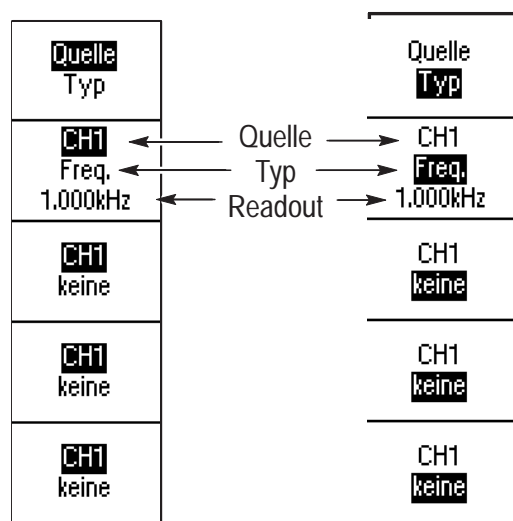 Quelle
Typ
CH1
Freq.
1.000kHz
CH1
keine
CH1
keine
CH1
keine
Quelle
Typ
Readout
Quelle
Typ
CH1
Freq.
1.000kHz
CH1
keine
CH1
keine
CH1
keine